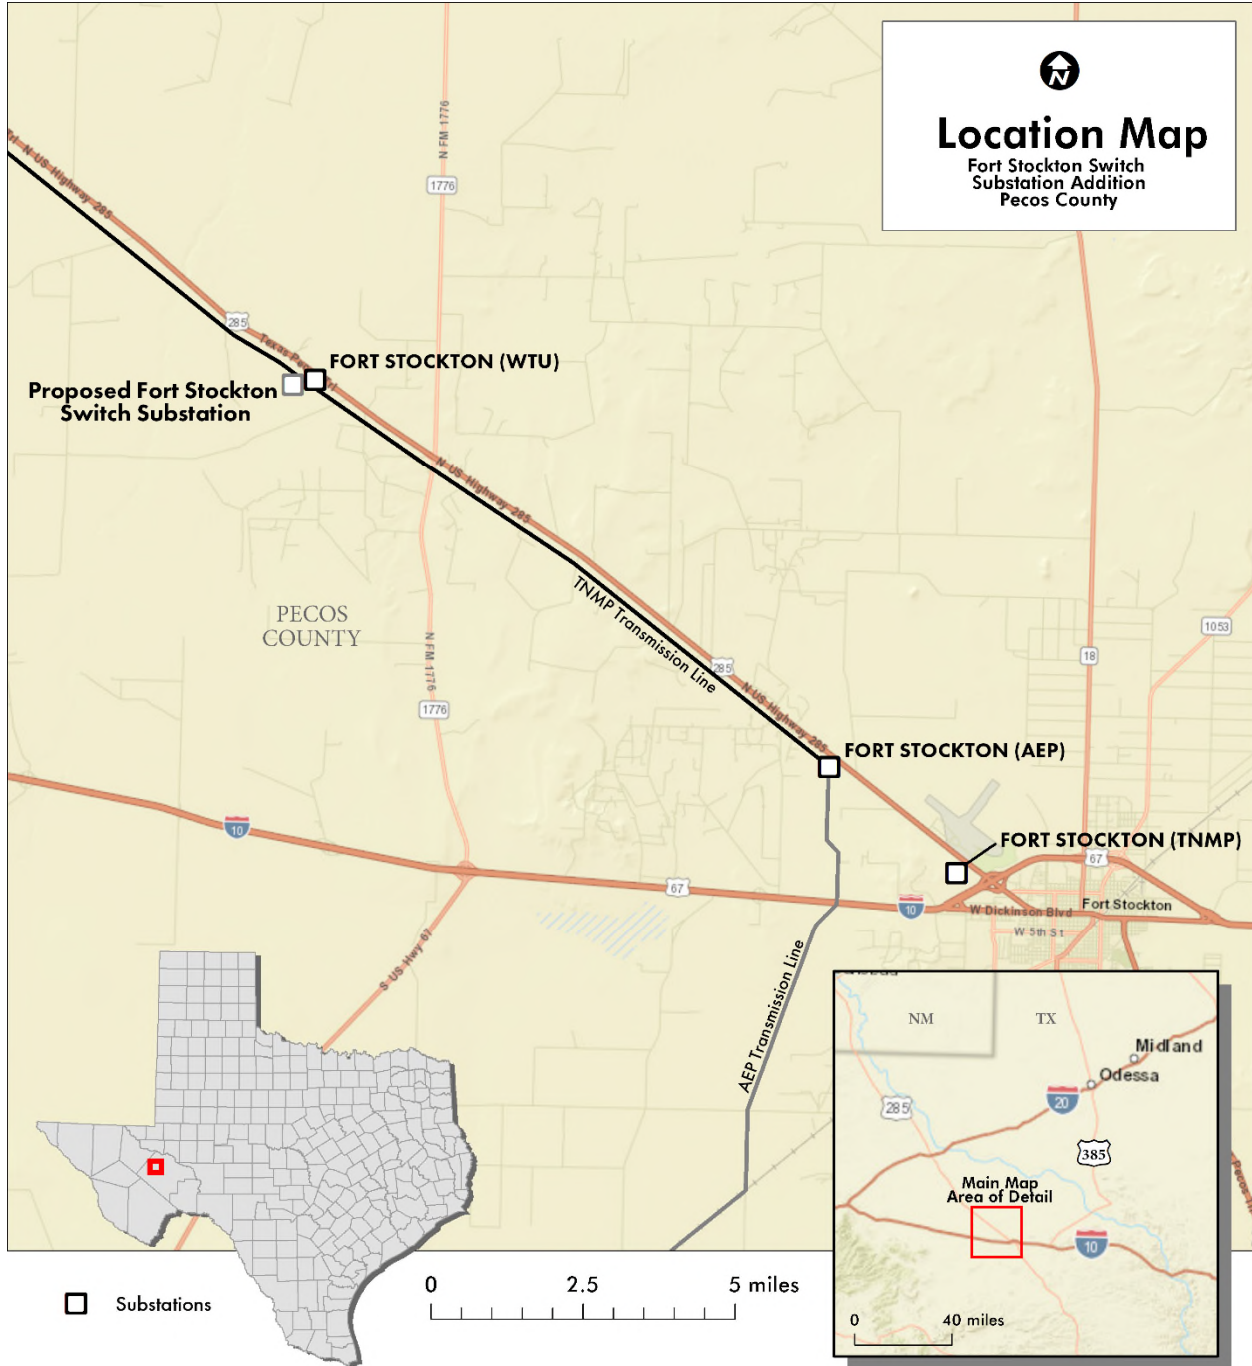 N
Location Map
Fort Stockton Switch
Substation Addition
Pecos County
N FM 1776
1776
Trl N US Highway 285
285
FORT STOCKTON (WTU)
Proposed Fort Stockton
Switch Substation
N US Highway 285
TNMP Transmission Line
PECOS
COUNTY
N FM 1776
1776
1053
18
285
N US Highway 285
FORT STOCKTON (AEP)
10
67
FORT STOCKTON (TNMP)
67
10
W Dickinson Blvd
Fort Stockton
W 5th St
S US Hwy 67
AEP Transmission Line
NM
TX
Midland
Odessa
285
20
385
Main Map
Area of Detail
10
0
40 miles
Substations
0
2.5
5 miles